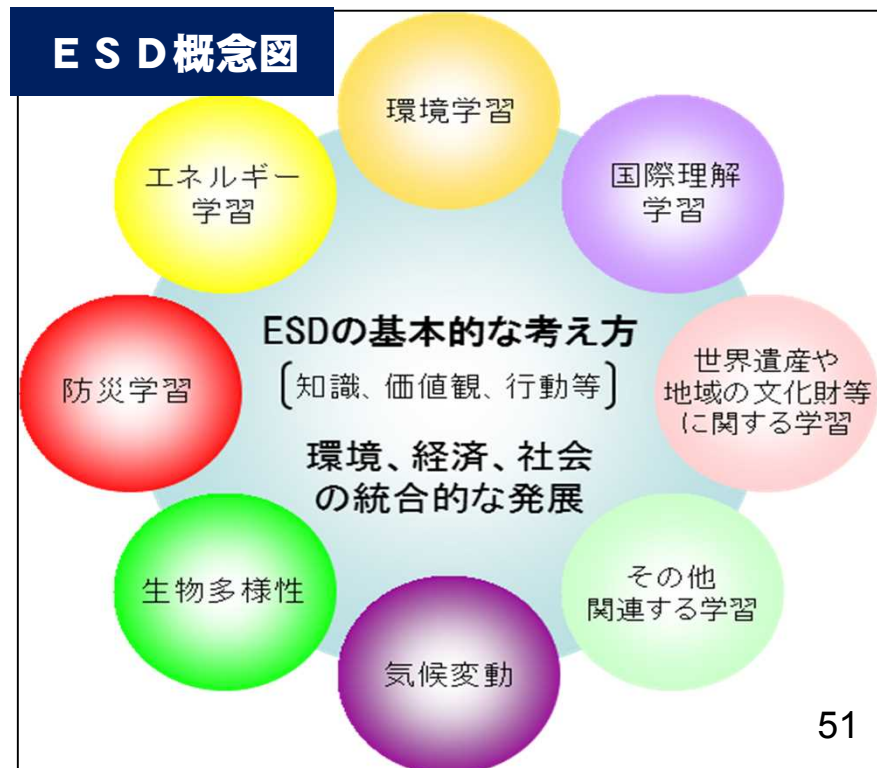 ＥＳＤ概念図
環境学習
国際理解
学習
世界遺産や
地域の文化財等
に関する学習
その他
関連する学習
気候変動
生物多様性
防災学習
エネルギー
学習
ESDの基本的な考え方
［知識、価値観、行動等］
環境、経済、社会
の統合的な発展
51